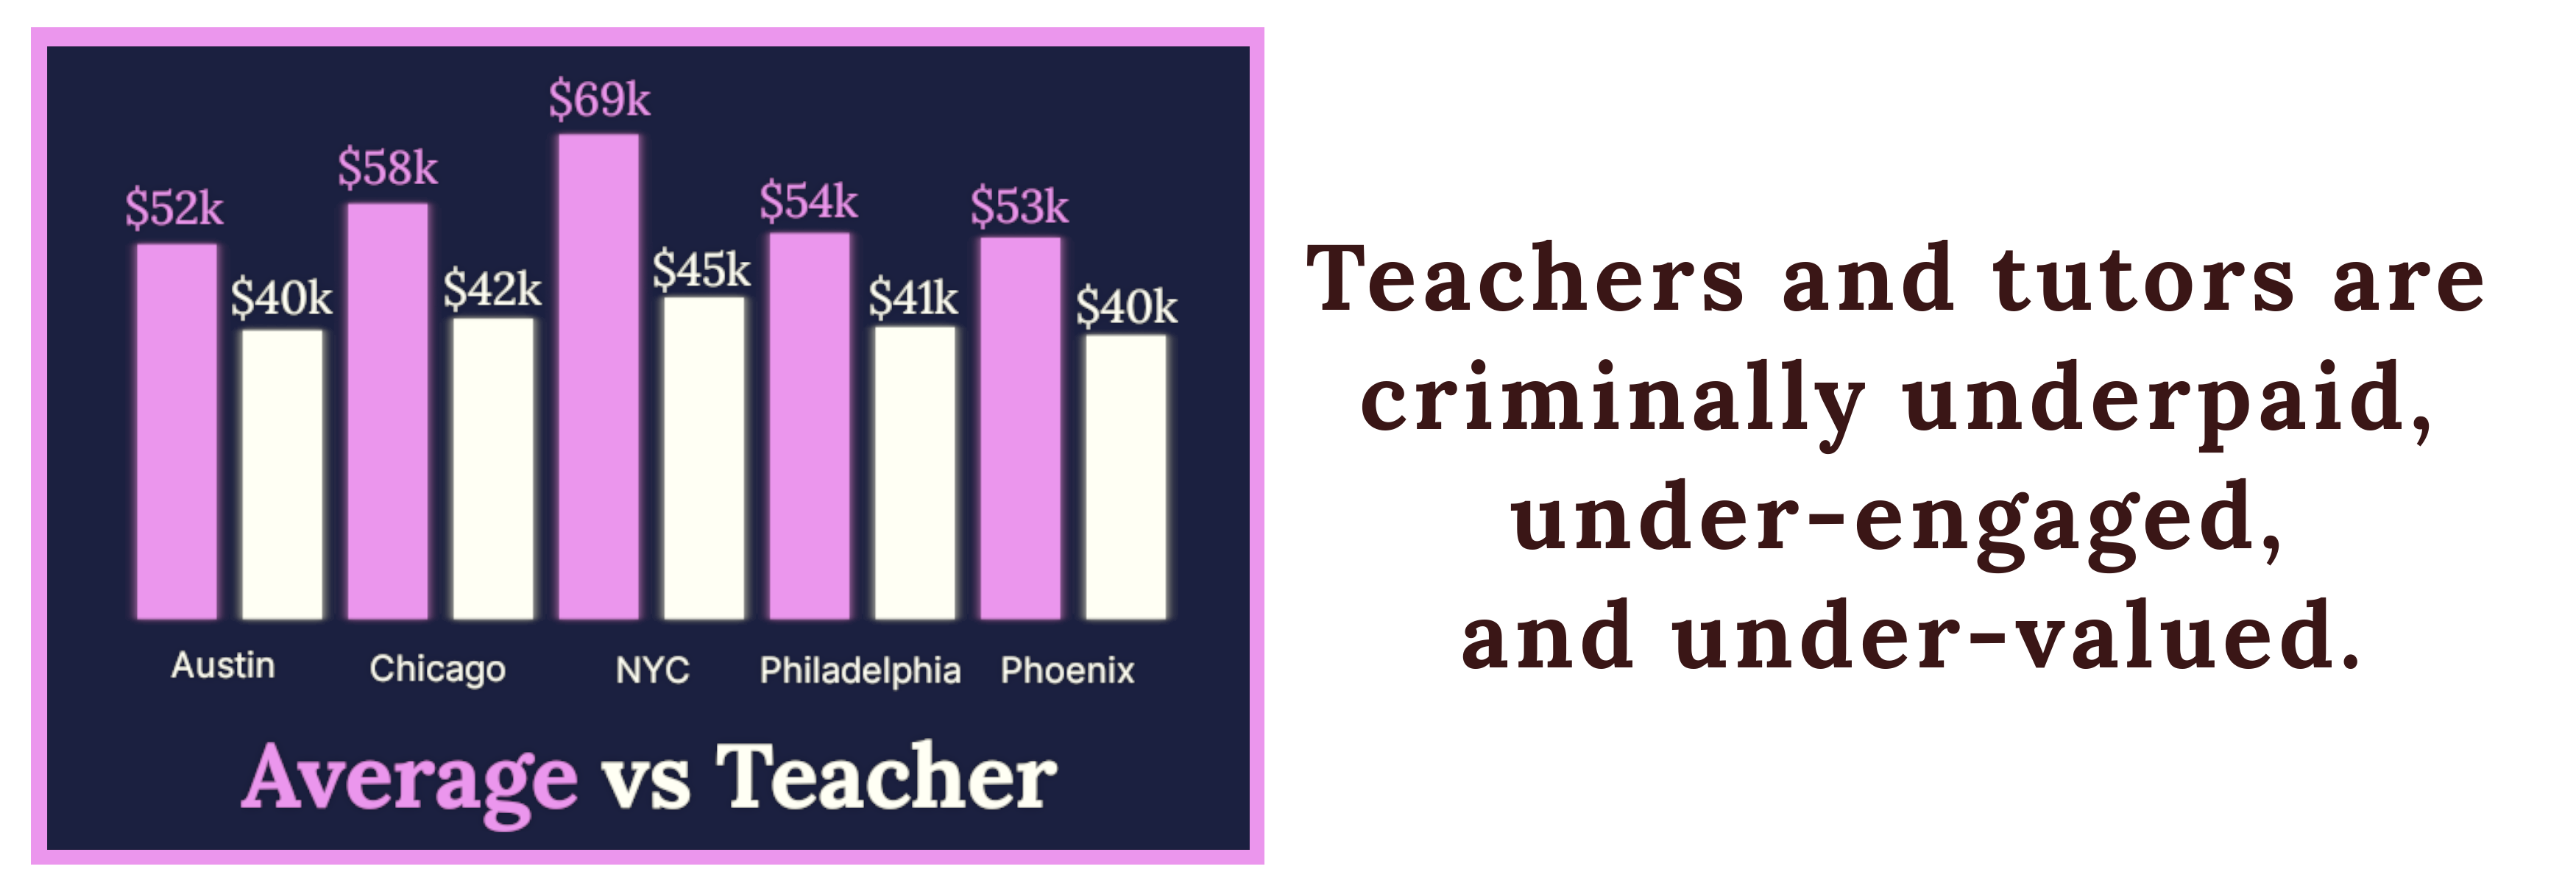 $69k
$58k
$54k
$53k
$52k
$45k
$42k
$41k
$40k
$40k
Austin
Chicago
NYC
Philadelphia
Phoenix
Average vs Teacher
Teachers and tutors are
criminally underpaid,
under-engaged,
and under-valued.